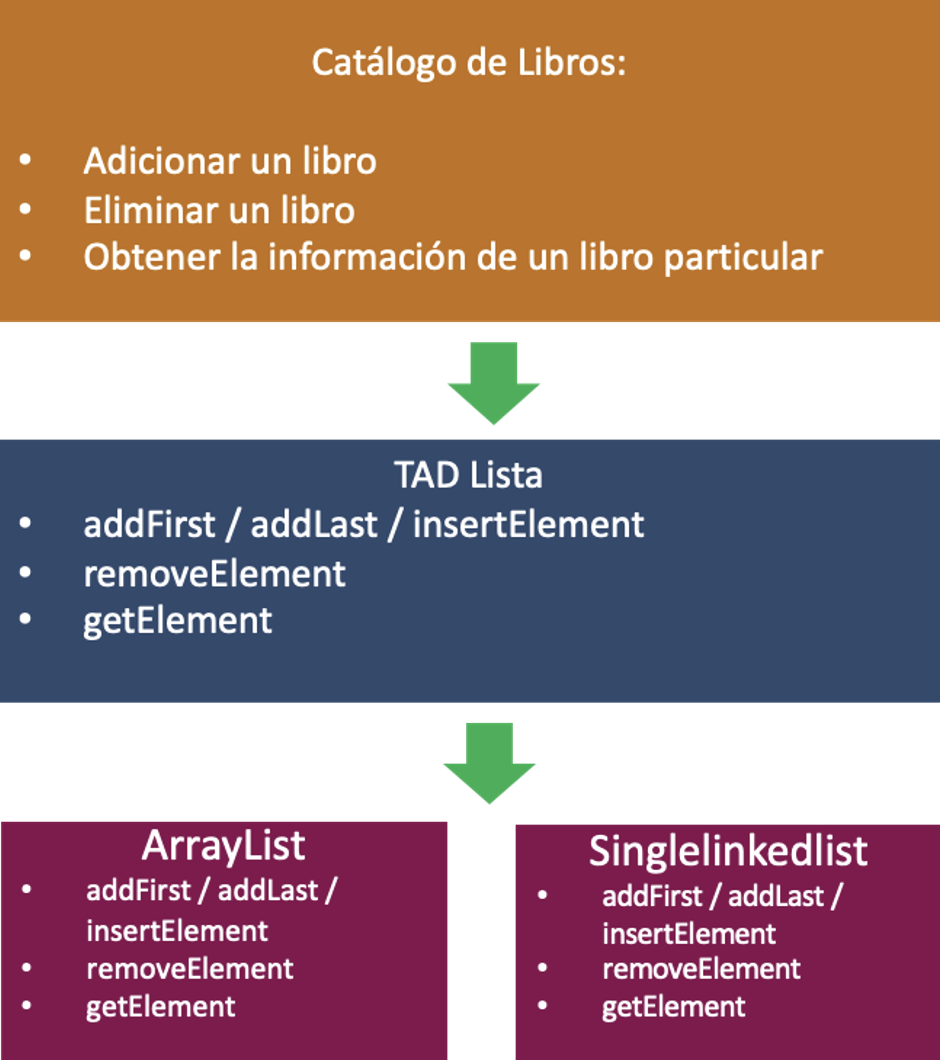 Catálogo de Libros:
• Adicionar un libro
• Eliminar un libro
• Obtener la información de un libro particular
TAD Lista
• addFirst / addLast / insertElement
• removeElement
• getElement
ArrayList
• addFirst / addLast /
insertElement
• removeElement
• getElement
Singlelinkedlist
• addFirst / addLast /
insertElement
• removeElement
• getElement